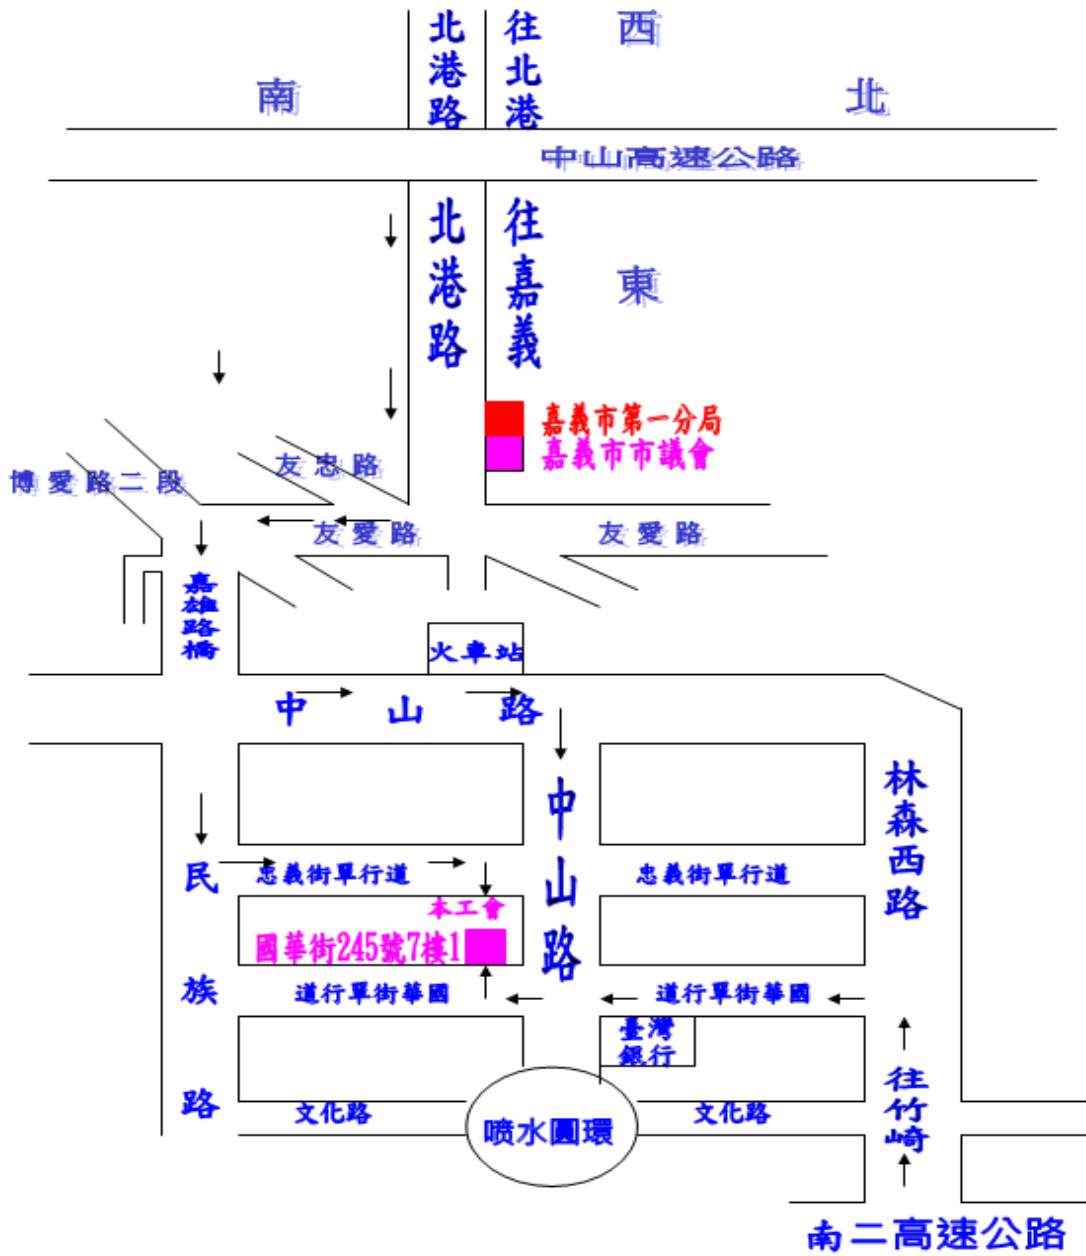 西
南
北
北港路
往北港
中山高速公路
北港路
往嘉義
東
嘉義市第一分局
嘉義市市議會
友忠路
博愛路二段
友愛路
友愛路
嘉雄路橋
火車站
中山路
中山路
林森西路
民族路
忠義街單行道
忠義街單行道
本工會
國華街245號7樓1
道行單街華國
道行單街華國
臺灣
銀行
往竹崎
文化路
文化路
噴水圓環
南二高速公路